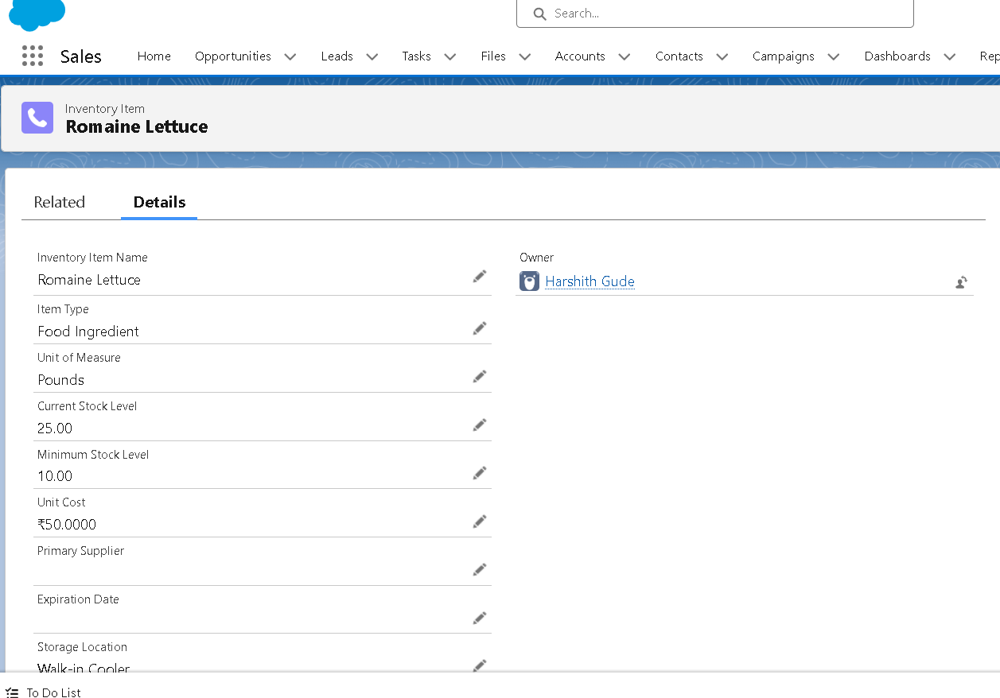 Search...
Sales Home Opportunities Leads Tasks Files Accounts Contacts Campaigns Dashboards Rep
Inventory Item
Romaine Lettuce
Related Details
Inventory Item Name
Romaine Lettuce
Owner
Harshith Gude
Item Type
Food Ingredient
Unit of Measure
Pounds
Current Stock Level
25.00
Minimum Stock Level
10.00
Unit Cost
₹50.0000
Primary Supplier
Expiration Date
Storage Location
Walk-in Cooler
To Do List